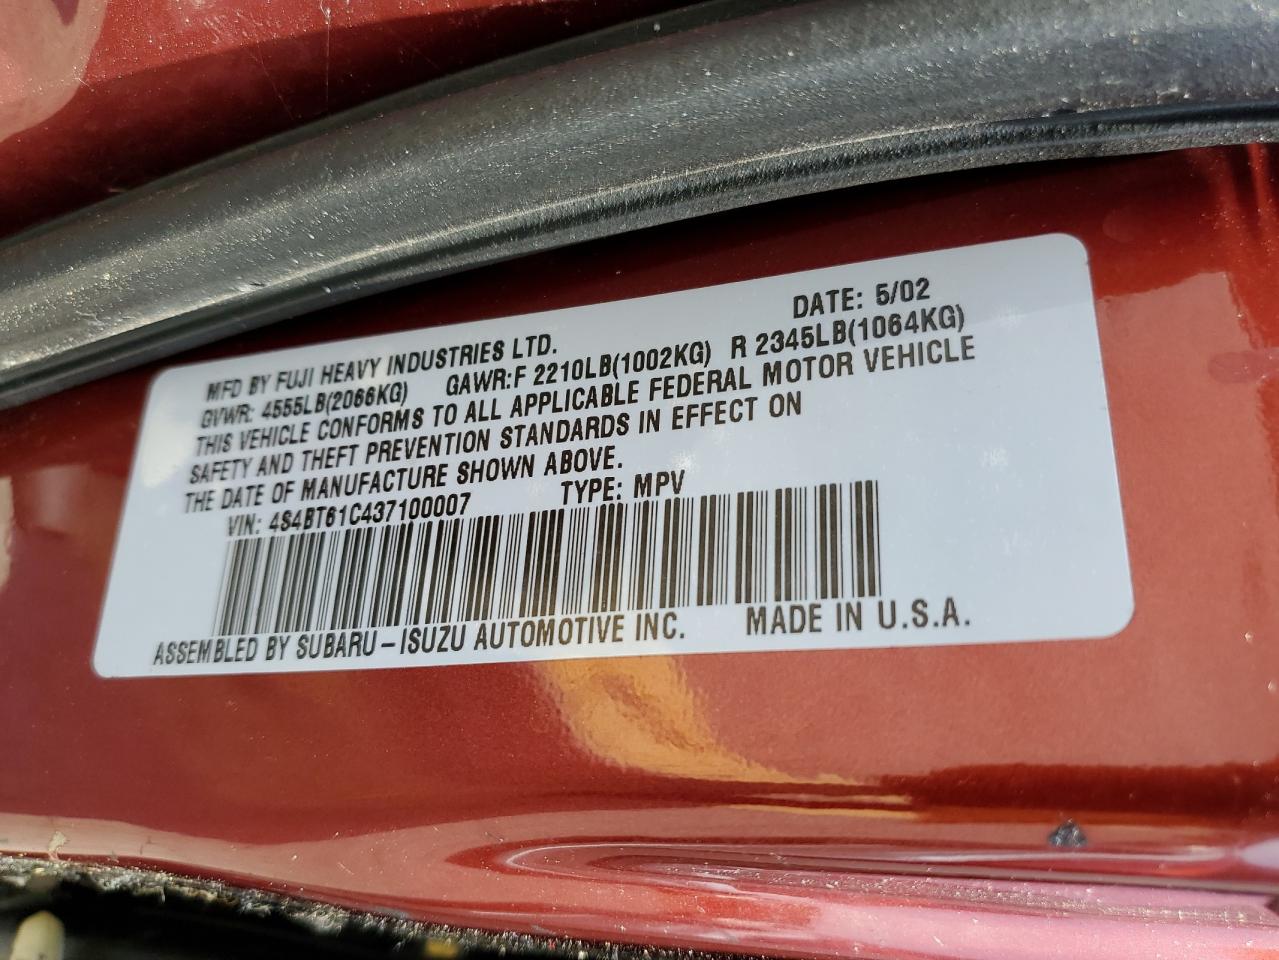 MFD BY FUJI HEAVY INDUSTRIES LTD. DATE: 5/02
GVWR: 4555LB(2066KG) GAWR:F 2210LB(1002KG) R 2345LB(1064KG)
THIS VEHICLE CONFORMS TO ALL APPLICABLE FEDERAL MOTOR VEHICLE
SAFETY AND THEFT PREVENTION STANDARDS IN EFFECT ON
THE DATE OF MANUFACTURE SHOWN ABOVE.
VIN: 4S4BT61C437100007 TYPE: MPV
ASSEMBLED BY SUBARU-ISUZU AUTOMOTIVE INC. MADE IN U.S.A.